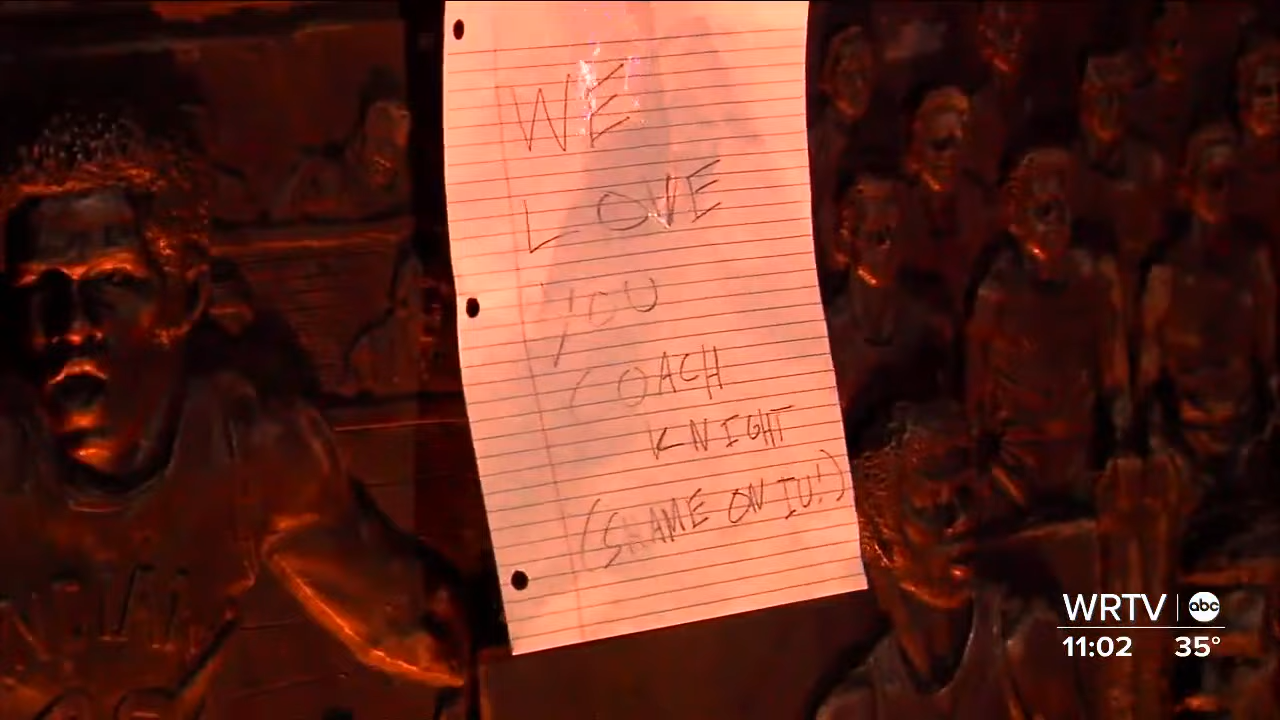 WE
LOVE
YOU
COACH
KNIGHT
(SHAME ON IU!)
WRTV abc
11:02 35°